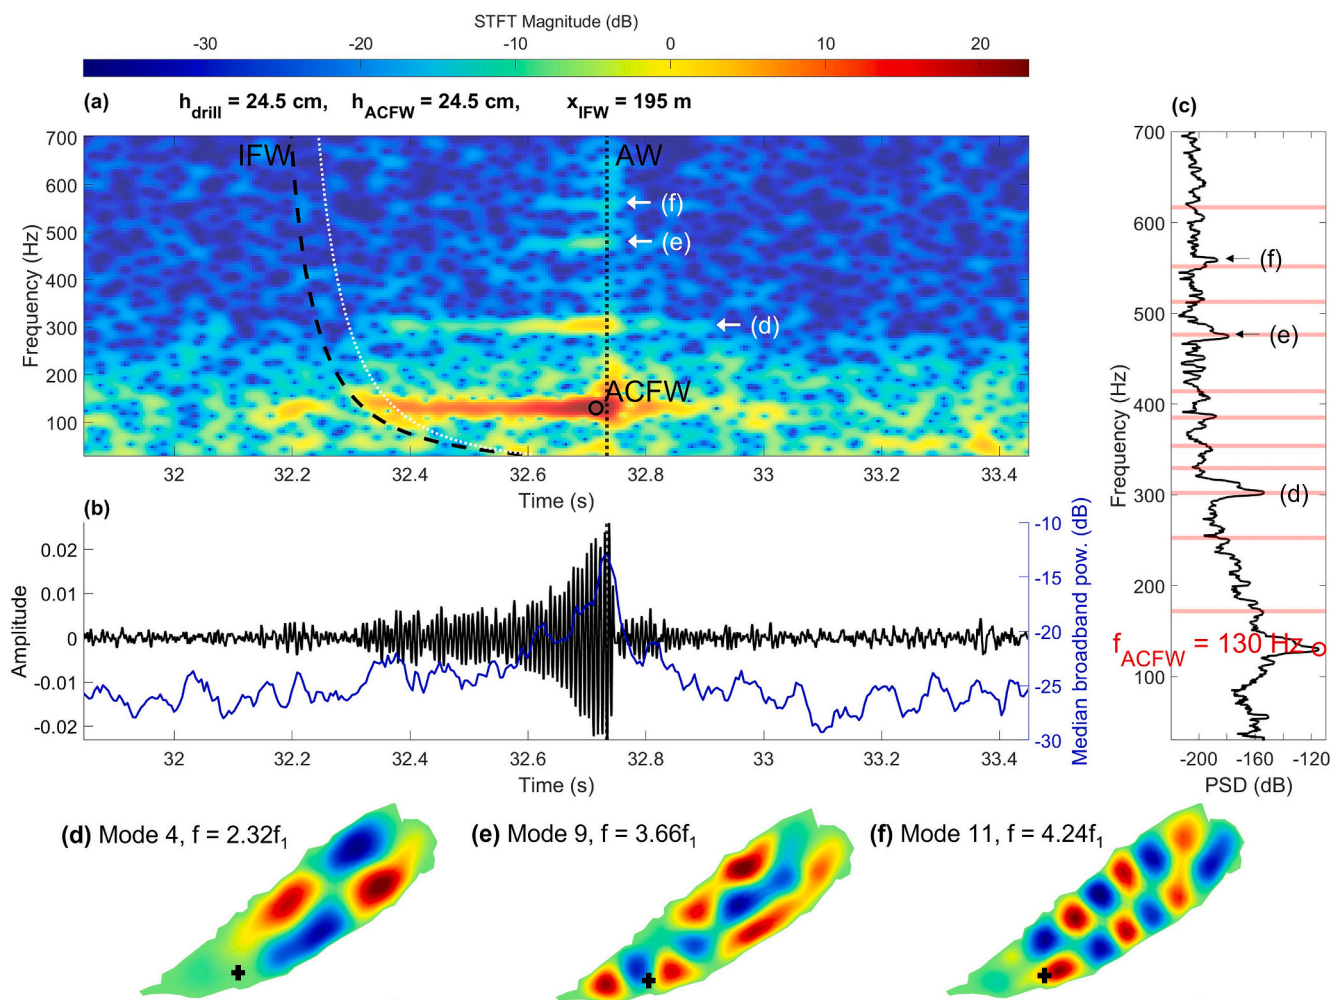 STFT Magnitude (dB)
-30 -20 -10 0 10 20
(a) h_drill = 24.5 cm, h_ACFW = 24.5 cm, x_IFW = 195 m
700
600
500
400
300
200
100
Frequency (Hz)
IFW
AW
(f)
(e)
(d)
ACFW
32 32.2 32.4 32.6 32.8 33 33.2 33.4
Time (s)
(b)
0.02
0.01
0
-0.01
-0.02
Amplitude
-10
-15
-20
-25
-30
Median broadband pow. (dB)
32 32.2 32.4 32.6 32.8 33 33.2 33.4
Time (s)
(c)
700
600
500
400
300
200
100
Frequency (Hz)
(f)
(e)
(d)
f_ACFW = 130 Hz
-200 -160 -120
PSD (dB)
(d) Mode 4, f = 2.32f_1
(e) Mode 9, f = 3.66f_1
(f) Mode 11, f = 4.24f_1